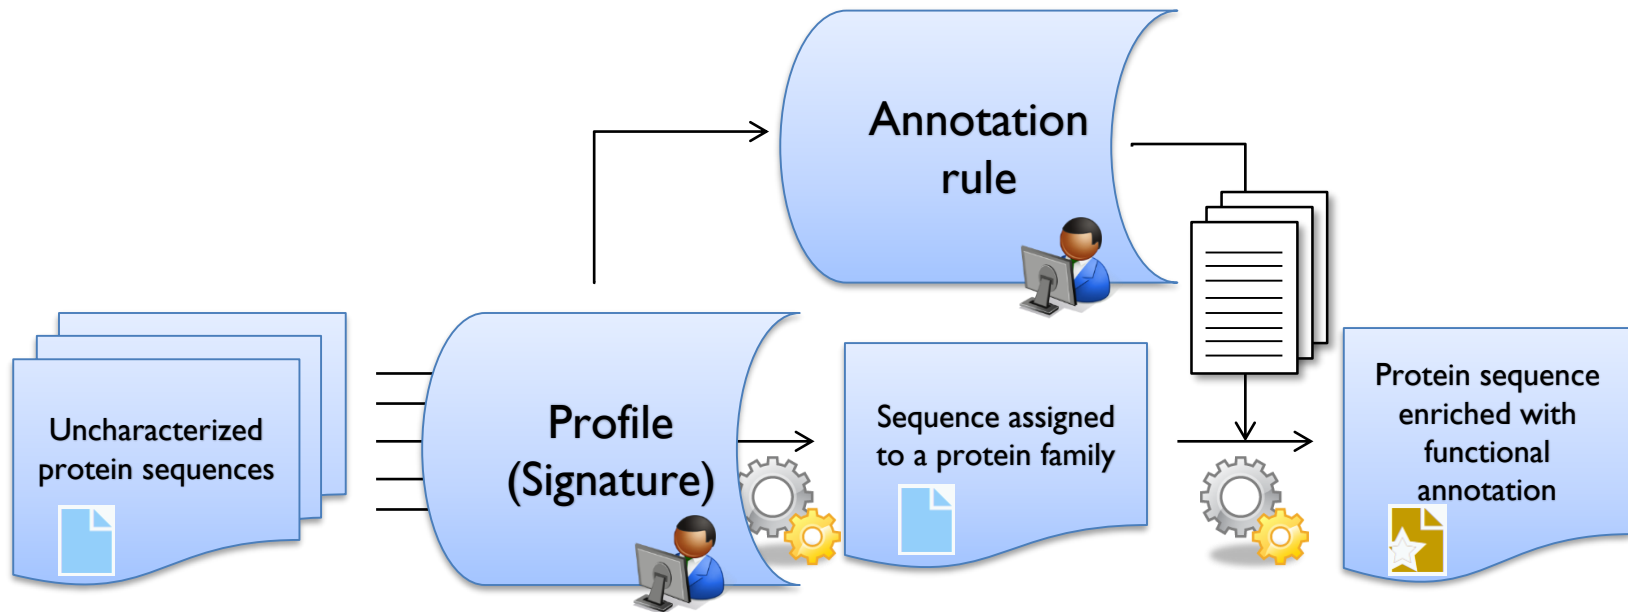 Annotation
rule
Uncharacterized
protein sequences
Profile
(Signature)
Sequence assigned
to a protein family
Protein sequence
enriched with
functional
annotation